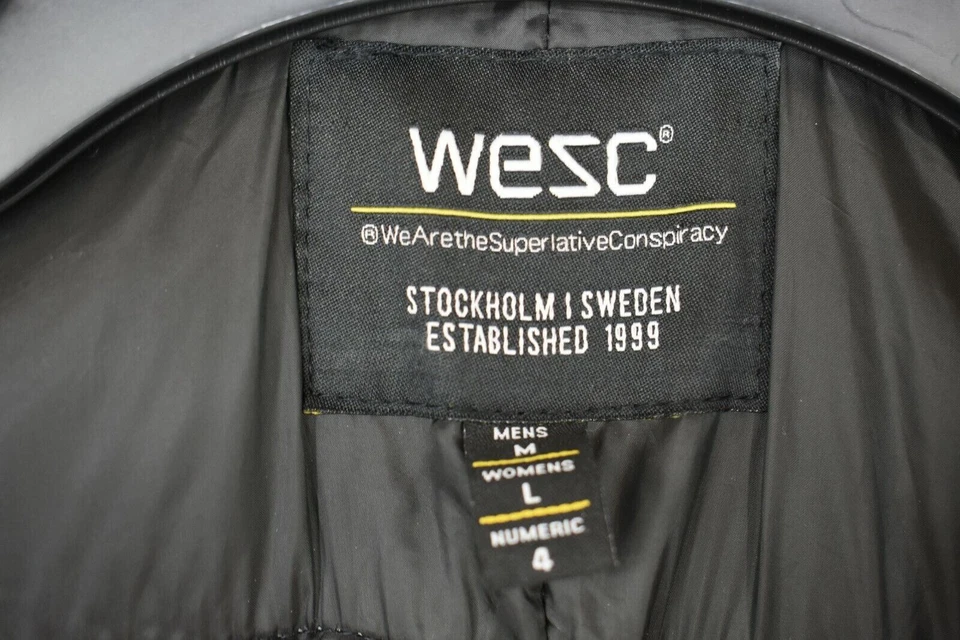 wesc®
®WeAretheSuperlativeConspiracy
STOCKHOLM | SWEDEN
ESTABLISHED 1999
MENS
M
WOMENS
L
NUMERIC
4